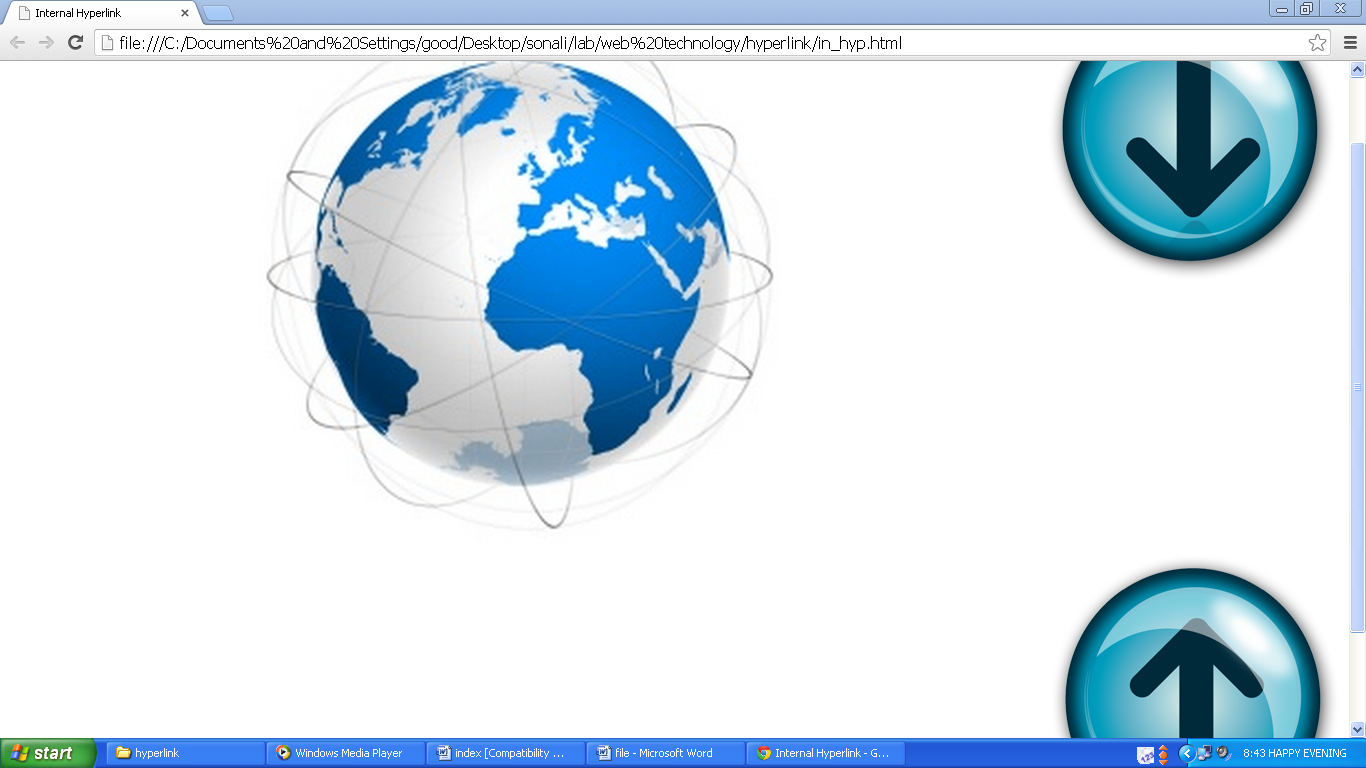 Internal Hyperlink
file:///C:/Documents%20and%20Settings/good/Desktop/sonali/lab/web%20technology/hyperlink/in_hyp.html
start
hyperlink
Windows Media Player
index [Compatibility ...
file - Microsoft Word
Internal Hyperlink - G...
8:43 HAPPY EVENING